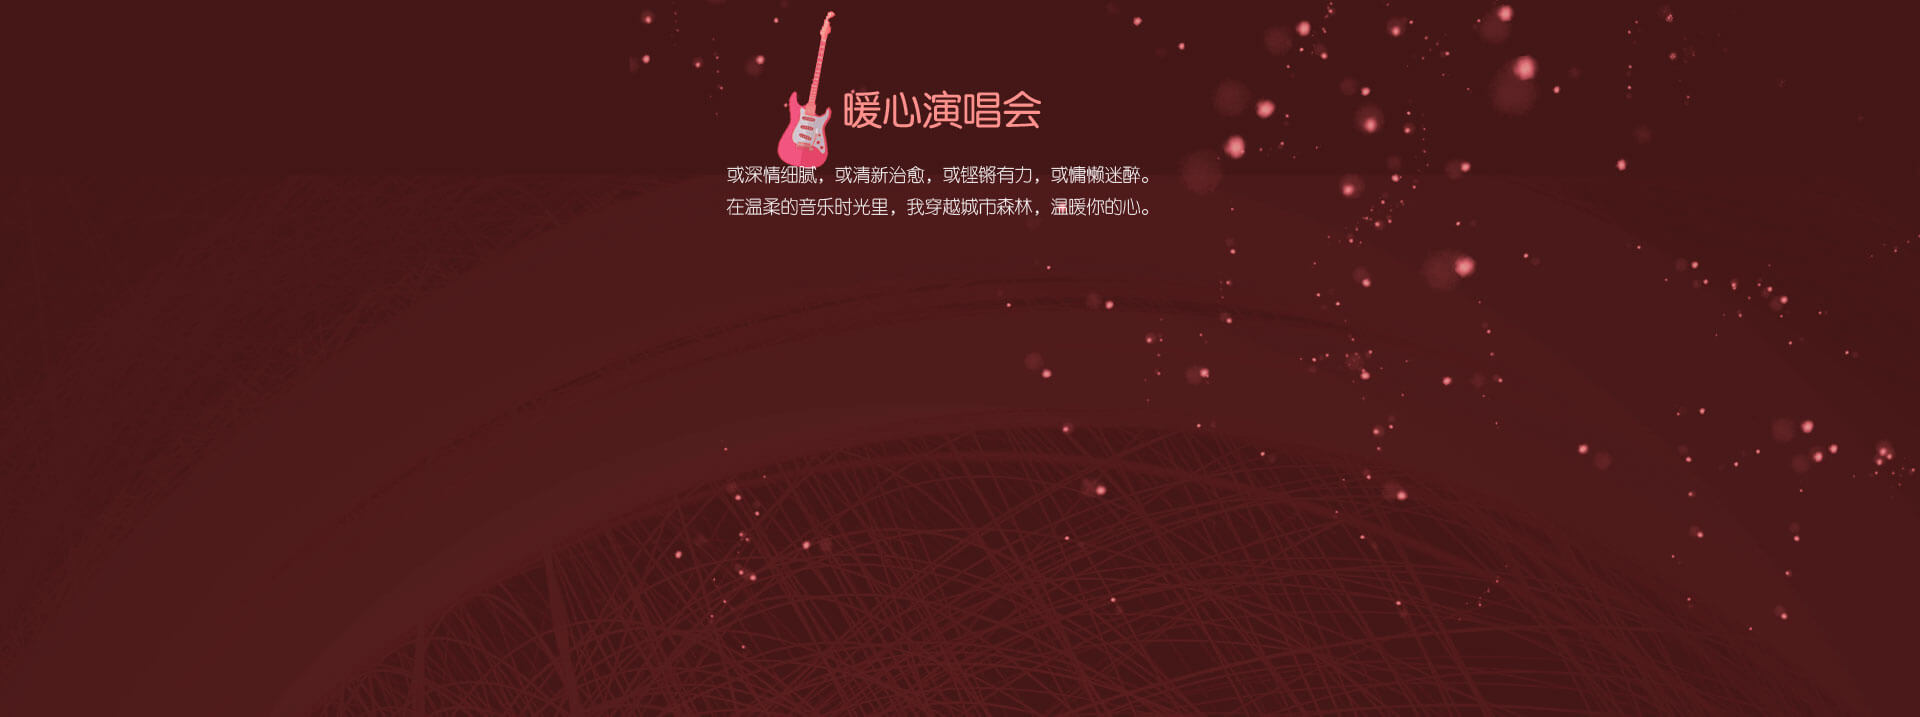 暖心演唱会
或深情细腻，或清新治愈，或铿锵有力，或慵懒迷醉。
在温柔的音乐时光里，我穿越城市森林，温暖你的心。